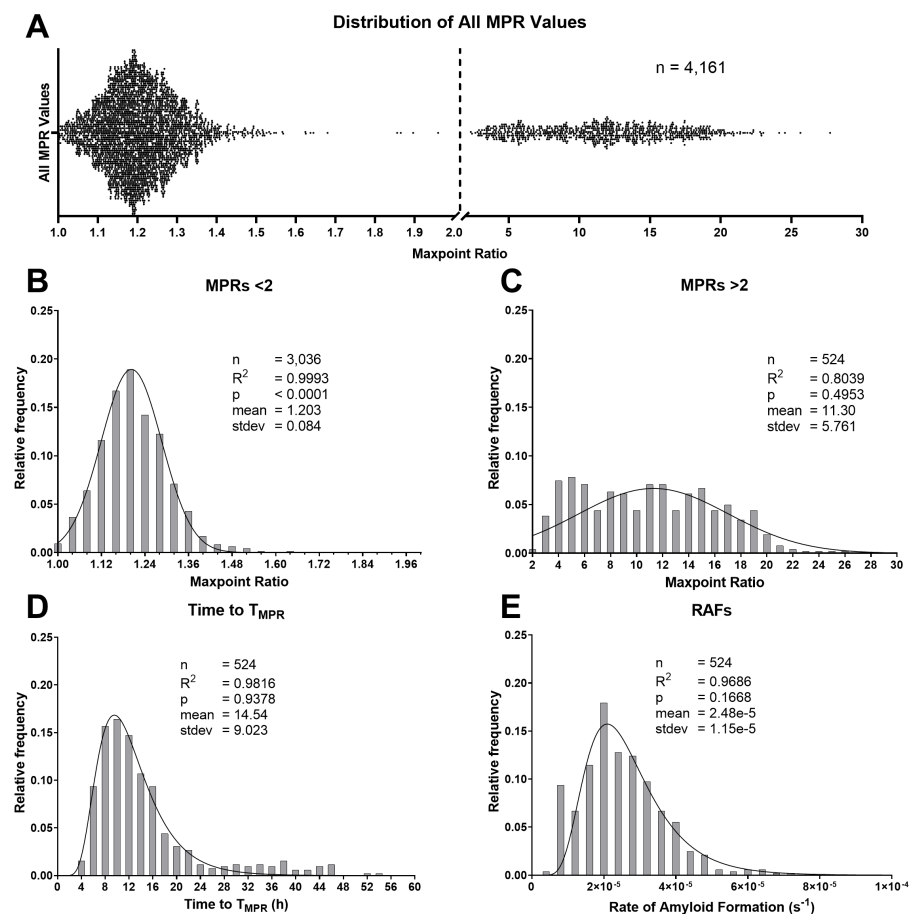 A
Distribution of All MPR Values
n = 4,161
All MPR Values
1.0 1.1 1.2 1.3 1.4 1.5 1.6 1.7 1.8 1.9 2.0 5 10 15 20 25 30
Maxpoint Ratio
B
MPRs <2
0.25
0.20
0.15
0.10
0.05
0.00
Relative frequency
n = 3,036
R² = 0.9993
p < 0.0001
mean = 1.203
stdev = 0.084
1.00 1.12 1.24 1.36 1.48 1.60 1.72 1.84 1.96
Maxpoint Ratio
C
MPRs >2
0.25
0.20
0.15
0.10
0.05
0.00
Relative frequency
n = 524
R² = 0.8039
p = 0.4953
mean = 11.30
stdev = 5.761
2 4 6 8 10 12 14 16 18 20 22 24 26 28 30
Maxpoint Ratio
D
Time to TMPR
0.25
0.20
0.15
0.10
0.05
0.00
Relative frequency
n = 524
R² = 0.9816
p = 0.9378
mean = 14.54
stdev = 9.023
0 4 8 12 16 20 24 28 32 36 40 44 48 52 56 60
Time to TMPR (h)
E
RAFs
0.25
0.20
0.15
0.10
0.05
0.00
Relative frequency
n = 524
R² = 0.9686
p = 0.1668
mean = 2.48e-5
stdev = 1.15e-5
0 2×10⁻⁵ 4×10⁻⁵ 6×10⁻⁵ 8×10⁻⁵ 1×10⁻⁴
Rate of Amyloid Formation (s⁻¹)